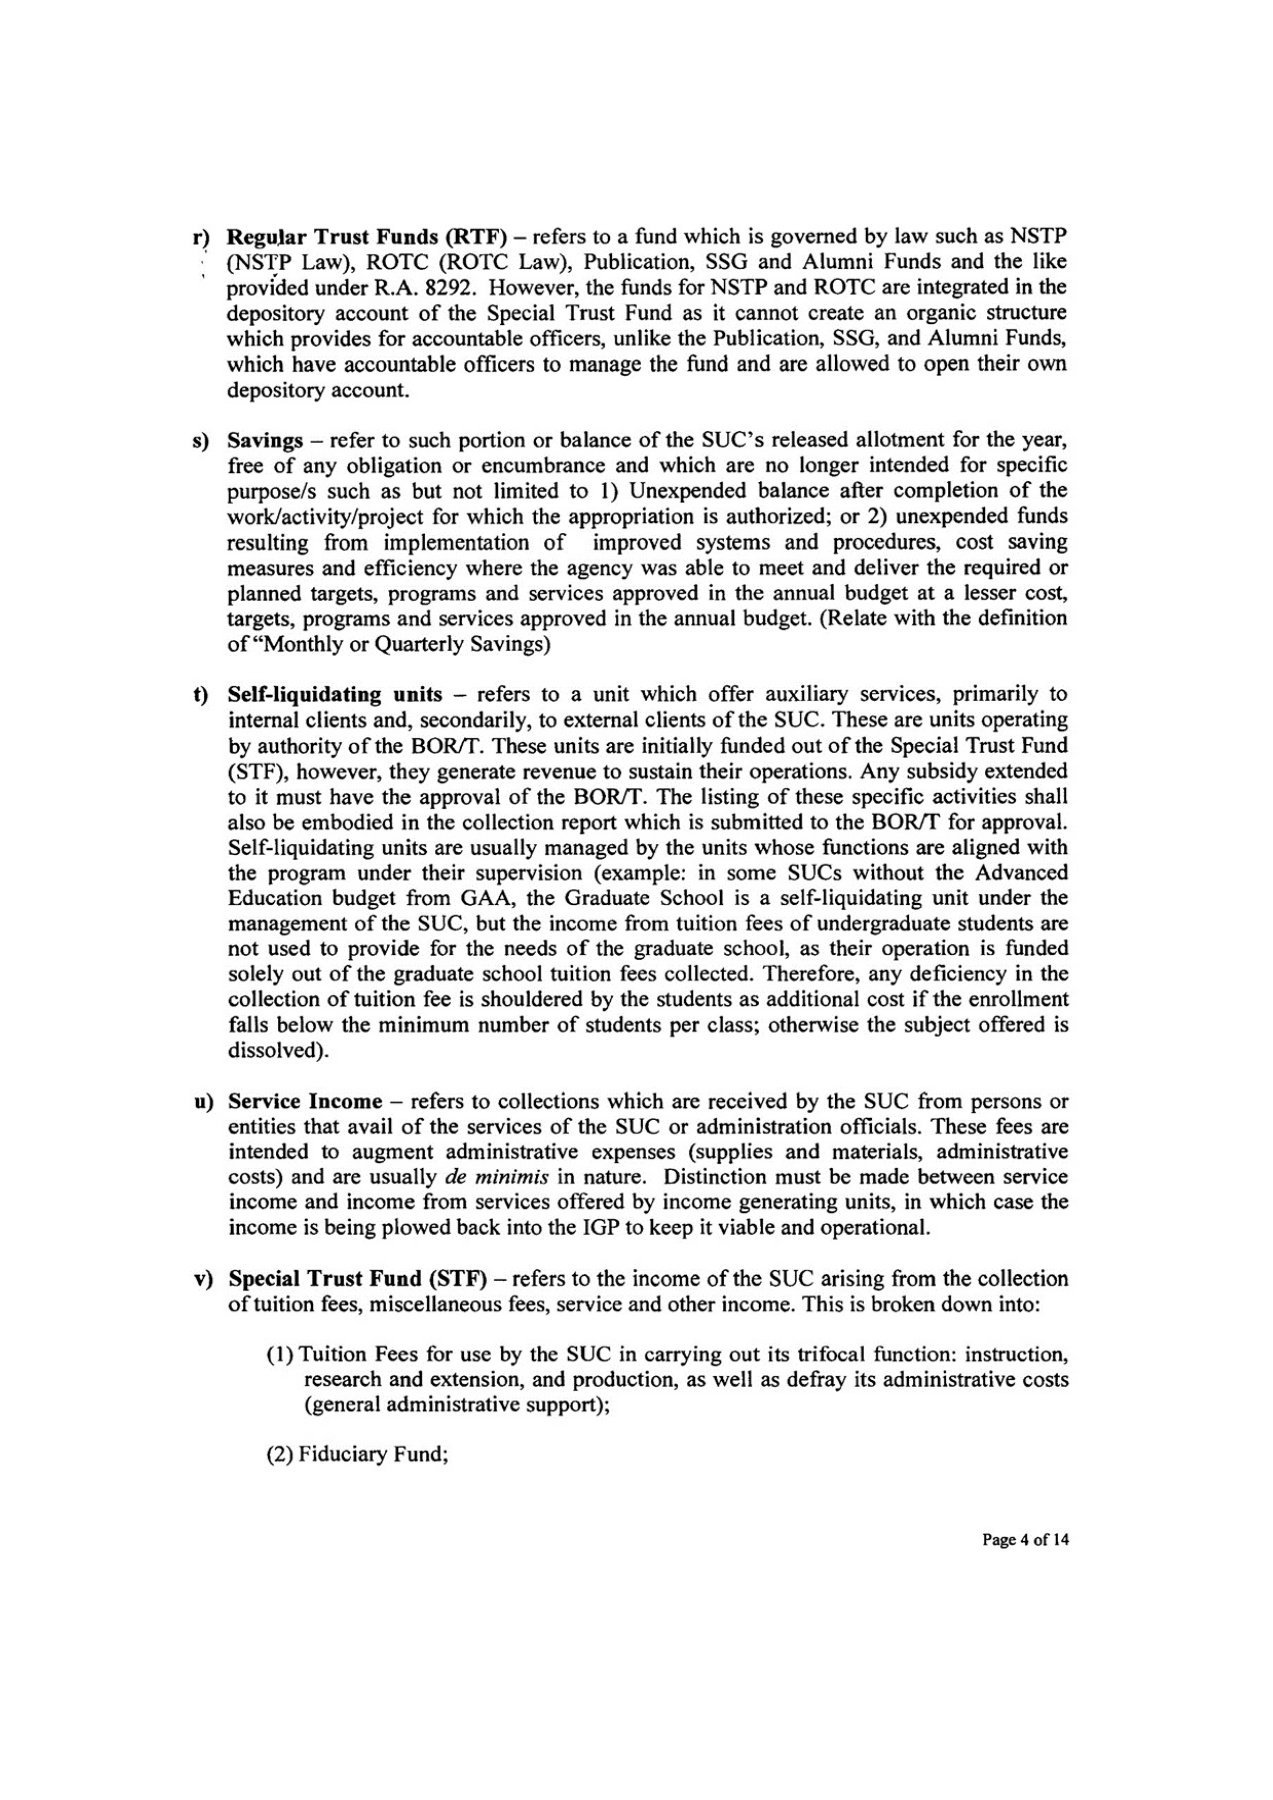 r) Regular Trust Funds (RTF) – refers to a fund which is governed by law such as NSTP
(NSTP Law), ROTC (ROTC Law), Publication, SSG and Alumni Funds and the like
provided under R.A. 8292. However, the funds for NSTP and ROTC are integrated in the
depository account of the Special Trust Fund as it cannot create an organic structure
which provides for accountable officers, unlike the Publication, SSG, and Alumni Funds,
which have accountable officers to manage the fund and are allowed to open their own
depository account.
s) Savings – refer to such portion or balance of the SUC's released allotment for the year,
free of any obligation or encumbrance and which are no longer intended for specific
purpose/s such as but not limited to 1) Unexpended balance after completion of the
work/activity/project for which the appropriation is authorized; or 2) unexpended funds
resulting from implementation of improved systems and procedures, cost saving
measures and efficiency where the agency was able to meet and deliver the required or
planned targets, programs and services approved in the annual budget at a lesser cost,
targets, programs and services approved in the annual budget. (Relate with the definition
of "Monthly or Quarterly Savings)
t) Self-liquidating units – refers to a unit which offer auxiliary services, primarily to
internal clients and, secondarily, to external clients of the SUC. These are units operating
by authority of the BOR/T. These units are initially funded out of the Special Trust Fund
(STF), however, they generate revenue to sustain their operations. Any subsidy extended
to it must have the approval of the BOR/T. The listing of these specific activities shall
also be embodied in the collection report which is submitted to the BOR/T for approval.
Self-liquidating units are usually managed by the units whose functions are aligned with
the program under their supervision (example: in some SUCs without the Advanced
Education budget from GAA, the Graduate School is a self-liquidating unit under the
management of the SUC, but the income from tuition fees of undergraduate students are
not used to provide for the needs of the graduate school, as their operation is funded
solely out of the graduate school tuition fees collected. Therefore, any deficiency in the
collection of tuition fee is shouldered by the students as additional cost if the enrollment
falls below the minimum number of students per class; otherwise the subject offered is
dissolved).
u) Service Income – refers to collections which are received by the SUC from persons or
entities that avail of the services of the SUC or administration officials. These fees are
intended to augment administrative expenses (supplies and materials, administrative
costs) and are usually de minimis in nature. Distinction must be made between service
income and income from services offered by income generating units, in which case the
income is being plowed back into the IGP to keep it viable and operational.
v) Special Trust Fund (STF) – refers to the income of the SUC arising from the collection
of tuition fees, miscellaneous fees, service and other income. This is broken down into:
(1) Tuition Fees for use by the SUC in carrying out its trifocal function: instruction,
research and extension, and production, as well as defray its administrative costs
(general administrative support);
(2) Fiduciary Fund;
Page 4 of 14